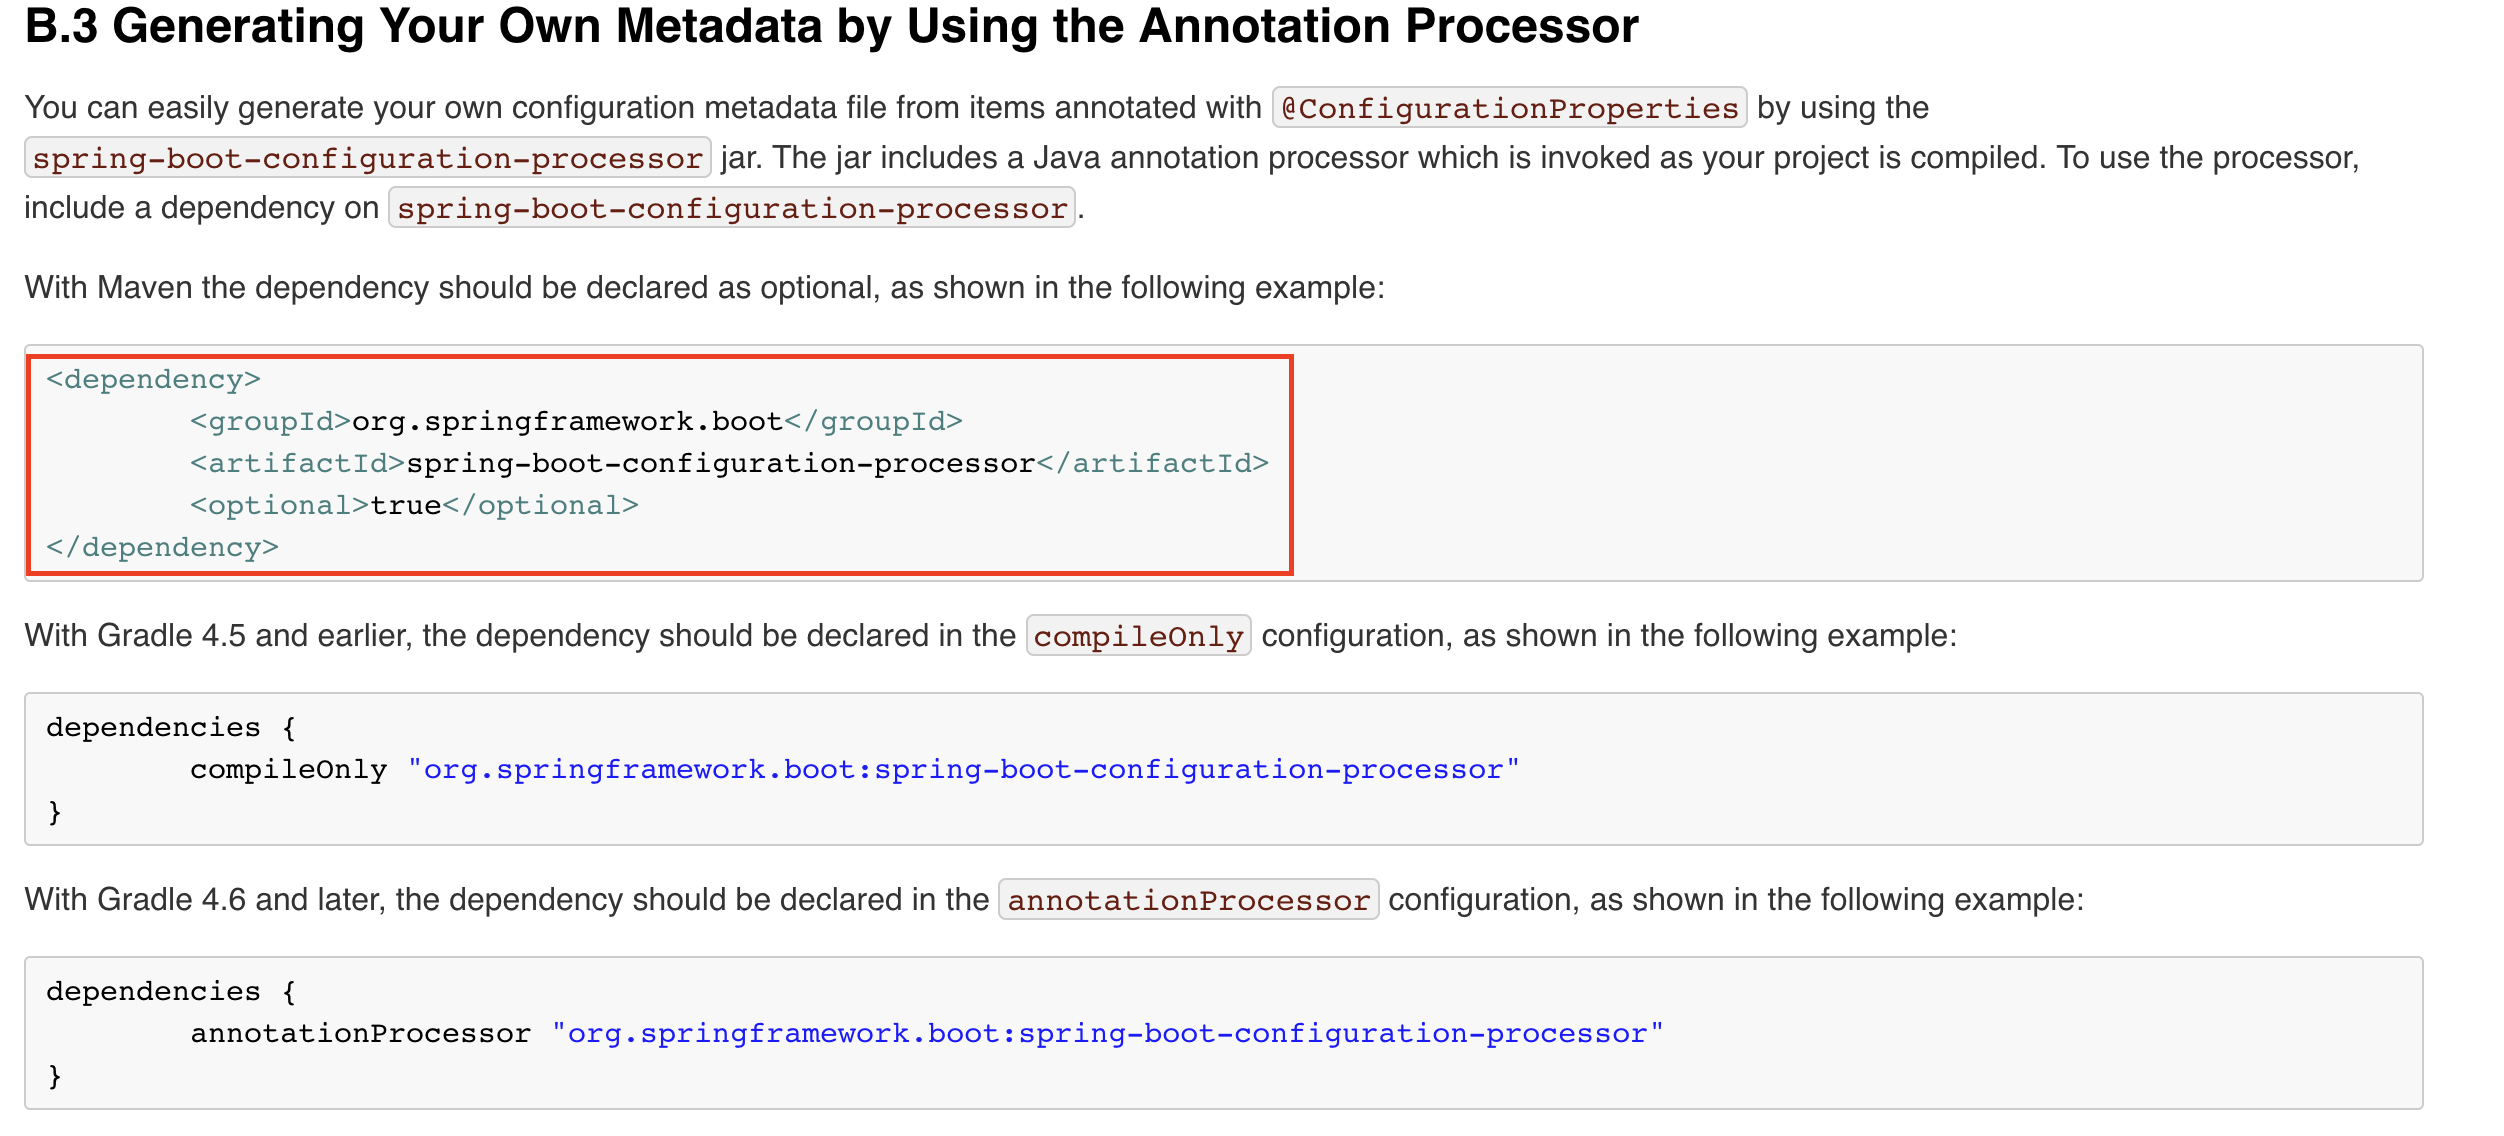 B.3 Generating Your Own Metadata by Using the Annotation Processor
You can easily generate your own configuration metadata file from items annotated with @ConfigurationProperties by using the
spring-boot-configuration-processor jar. The jar includes a Java annotation processor which is invoked as your project is compiled. To use the processor,
include a dependency on spring-boot-configuration-processor.
With Maven the dependency should be declared as optional, as shown in the following example:
<dependency>
        <groupId>org.springframework.boot</groupId>
        <artifactId>spring-boot-configuration-processor</artifactId>
        <optional>true</optional>
</dependency>
With Gradle 4.5 and earlier, the dependency should be declared in the compileOnly configuration, as shown in the following example:
dependencies {
        compileOnly "org.springframework.boot:spring-boot-configuration-processor"
}
With Gradle 4.6 and later, the dependency should be declared in the annotationProcessor configuration, as shown in the following example:
dependencies {
        annotationProcessor "org.springframework.boot:spring-boot-configuration-processor"
}